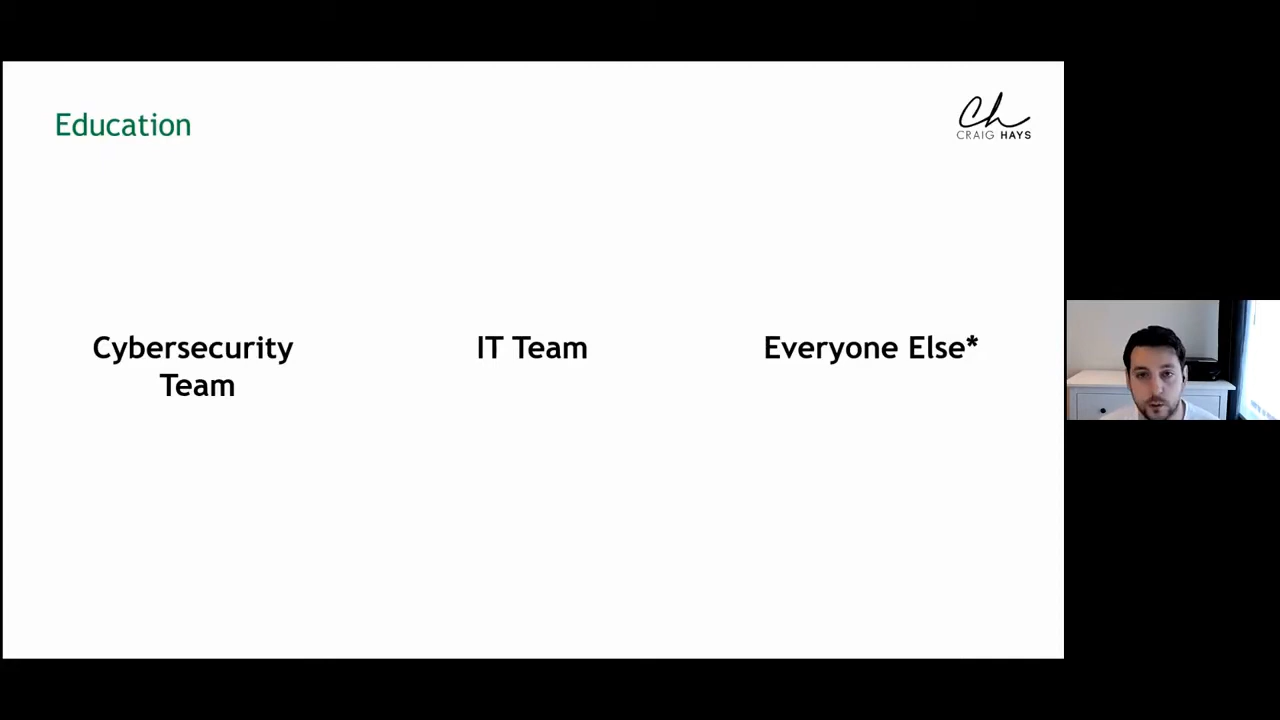 Education
Ch
CRAIG HAYS
Cybersecurity
Team
IT Team
Everyone Else*